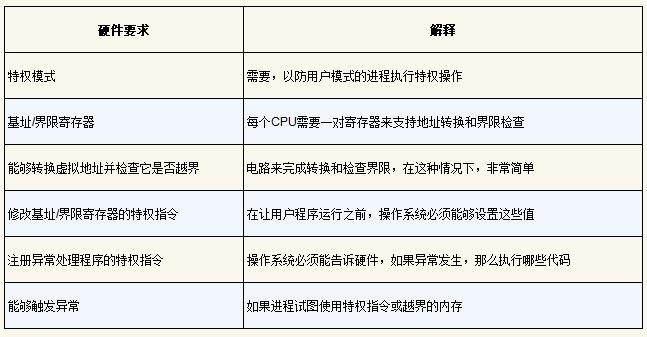 硬件要求 解释
特权模式 需要，以防用户模式的进程执行特权操作
基址/界限寄存器 每个CPU需要一对寄存器来支持地址转换和界限检查
能够转换虚拟地址并检查它是否越界 电路来完成转换和检查界限，在这种情况下，非常简单
修改基址/界限寄存器的特权指令 在让用户程序运行之前，操作系统必须能够设置这些值
注册异常处理程序的特权指令 操作系统必须能告诉硬件，如果异常发生，那么执行哪些代码
能够触发异常 如果进程试图使用特权指令或越界的内存